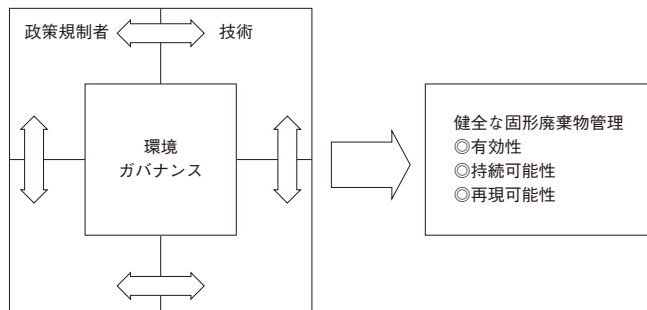 政策規制者
技術
環境
ガバナンス
健全な固形廃棄物管理
◎有効性
◎持続可能性
◎再現可能性